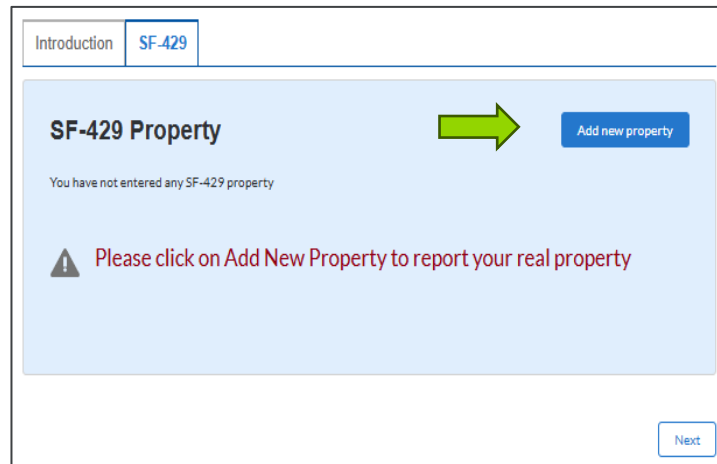 Introduction
SF-429
SF-429 Property
Add new property
You have not entered any SF-429 property
Please click on Add New Property to report your real property
Next